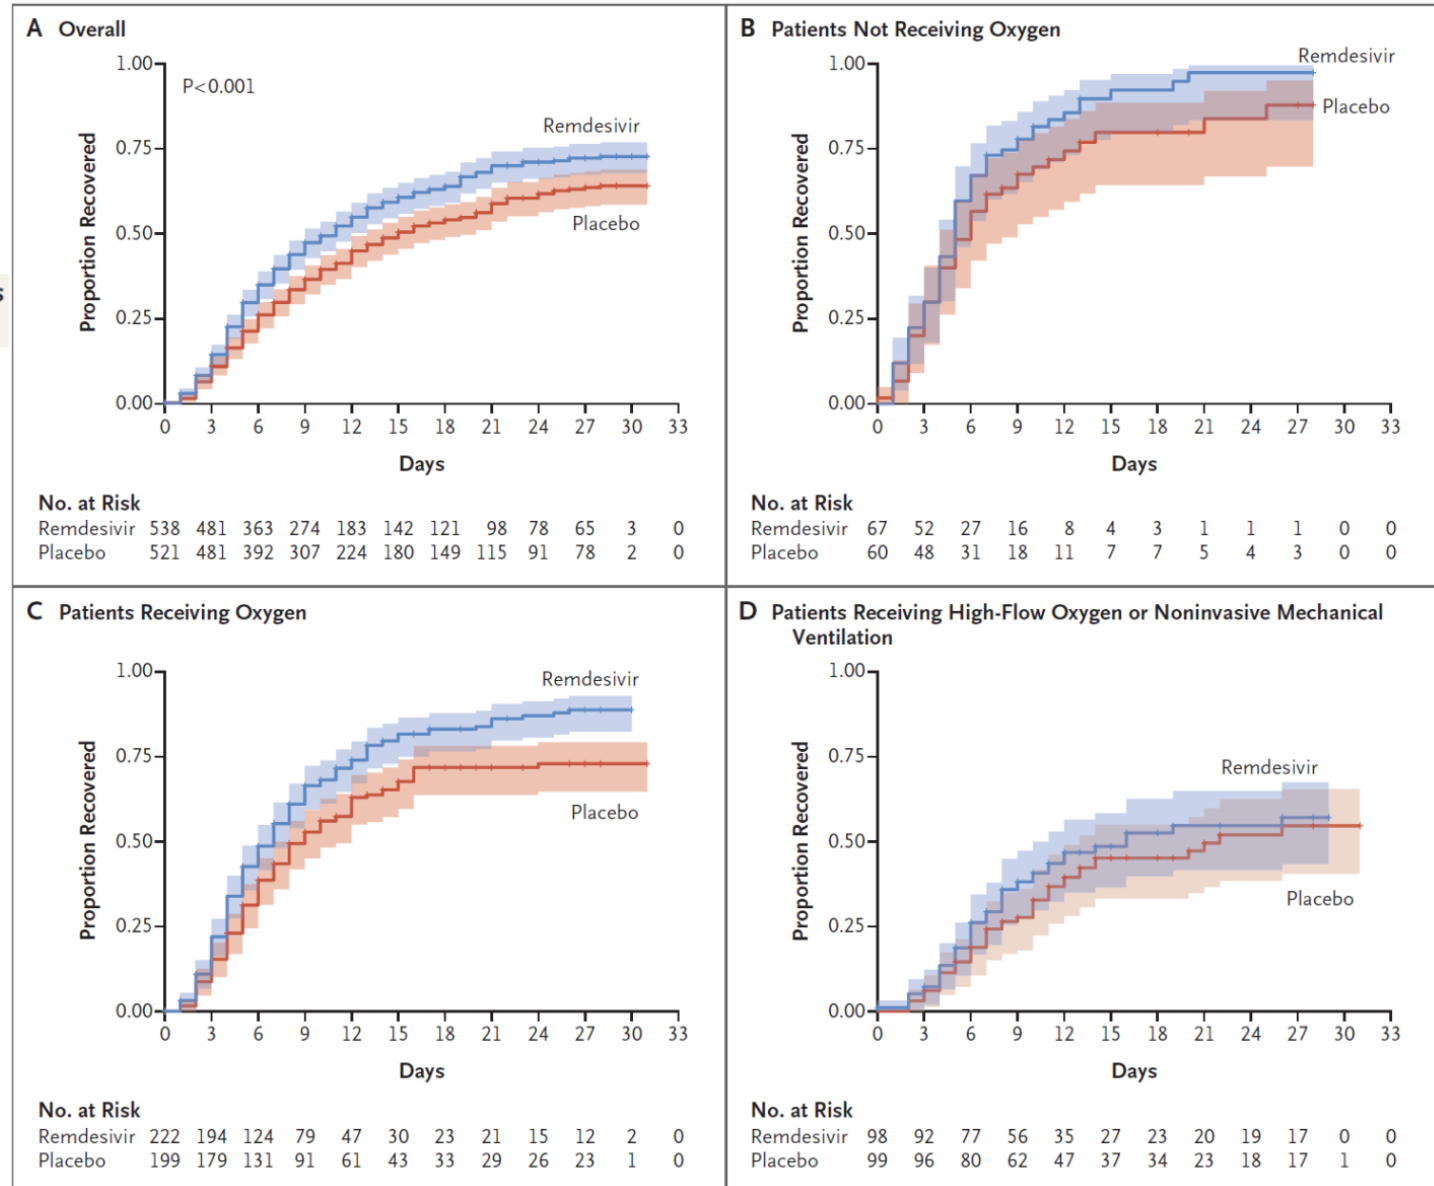 A Overall
1.00
P<0.001
Remdesivir
0.75
0.50
Placebo
0.25
0.00
Proportion Recovered
0 3 6 9 12 15 18 21 24 27 30 33
Days
No. at Risk
Remdesivir 538 481 363 274 183 142 121 98 78 65 3 0
Placebo 521 481 392 307 224 180 149 115 91 78 2 0
B Patients Not Receiving Oxygen
Remdesivir
1.00
Placebo
0.75
0.50
0.25
0.00
Proportion Recovered
0 3 6 9 12 15 18 21 24 27 30 33
Days
No. at Risk
Remdesivir 67 52 27 16 8 4 3 1 1 1 0 0
Placebo 60 48 31 18 11 7 7 5 4 3 0 0
C Patients Receiving Oxygen
1.00
Remdesivir
0.75
Placebo
0.50
0.25
0.00
Proportion Recovered
0 3 6 9 12 15 18 21 24 27 30 33
Days
No. at Risk
Remdesivir 222 194 124 79 47 30 23 21 15 12 2 0
Placebo 199 179 131 91 61 43 33 29 26 23 1 0
D Patients Receiving High-Flow Oxygen or Noninvasive Mechanical
Ventilation
1.00
Remdesivir
0.75
0.50
Placebo
0.25
0.00
Proportion Recovered
0 3 6 9 12 15 18 21 24 27 30 33
Days
No. at Risk
Remdesivir 98 92 77 56 35 27 23 20 19 17 0 0
Placebo 99 96 80 62 47 37 34 23 18 17 1 0